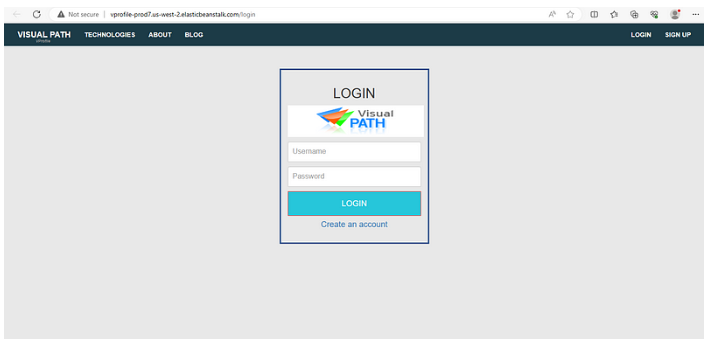 Not secure | vprofile-prod7.us-west-2.elasticbeanstalk.com/login
VISUAL PATH TECHNOLOGIES ABOUT BLOG LOGIN SIGN UP
LOGIN
Visual
PATH
Username
Password
LOGIN
Create an account